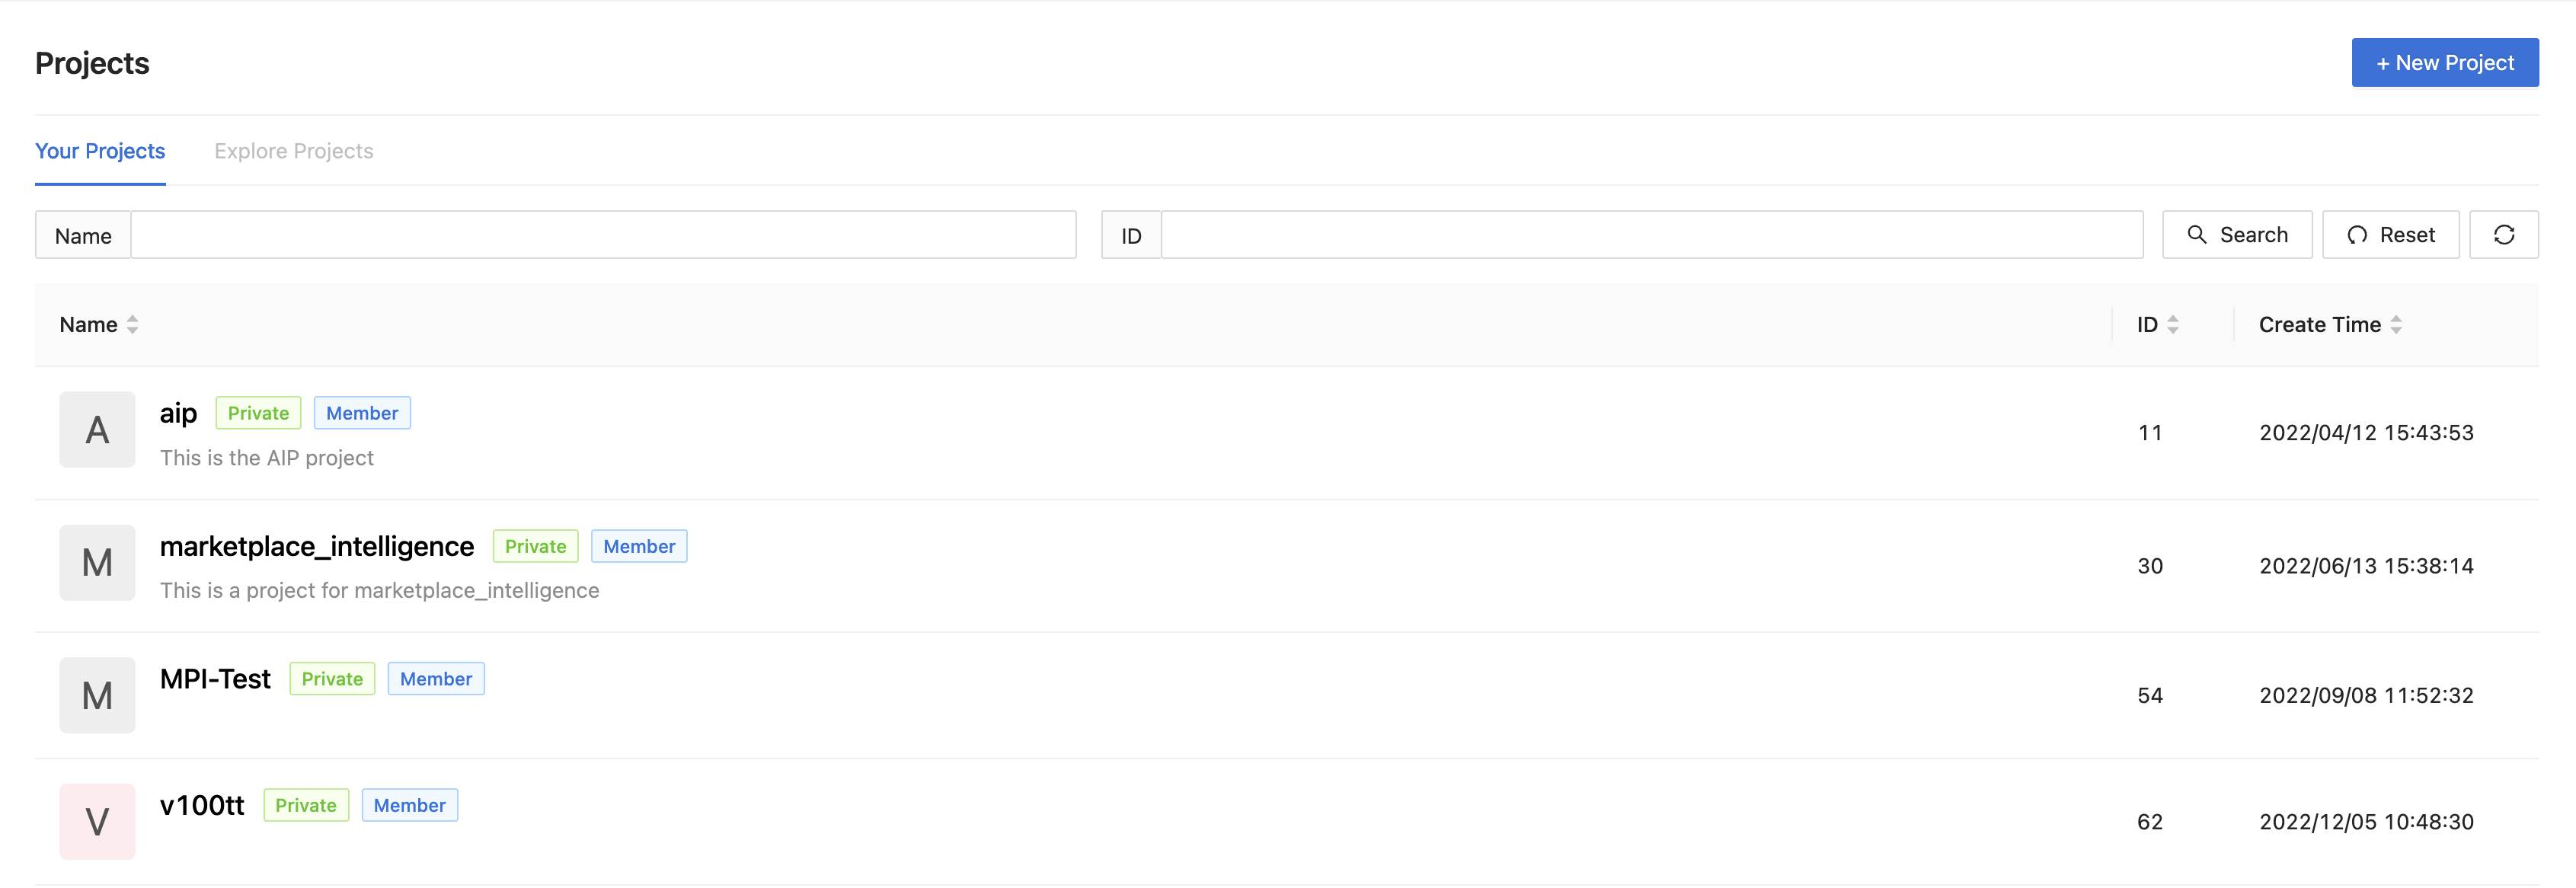 Projects
+ New Project
Your Projects Explore Projects
Name ID Search Reset
Name ID Create Time
A aip Private Member 11 2022/04/12 15:43:53
This is the AIP project
M marketplace_intelligence Private Member 30 2022/06/13 15:38:14
This is a project for marketplace_intelligence
M MPI-Test Private Member 54 2022/09/08 11:52:32
V v100tt Private Member 62 2022/12/05 10:48:30